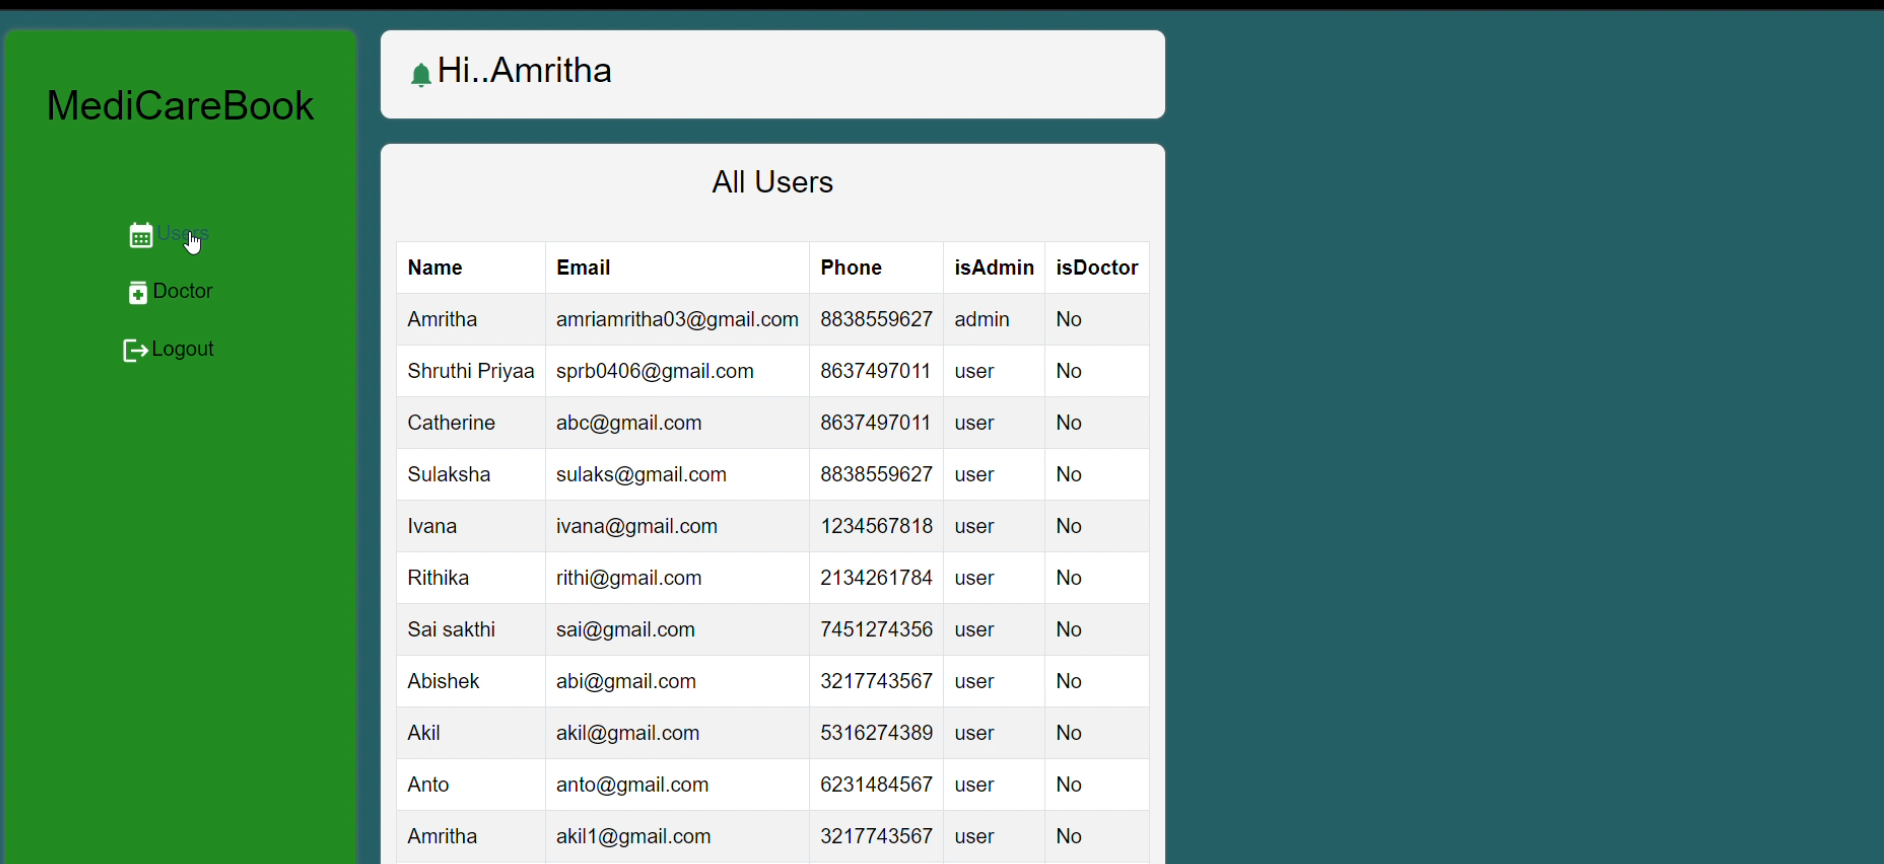 MediCareBook
Users
Doctor
Logout
Hi..Amritha
All Users
Name Email Phone isAdmin isDoctor
Amritha amriamritha03@gmail.com 8838559627 admin No
Shruthi Priyaa sprb0406@gmail.com 8637497011 user No
Catherine abc@gmail.com 8637497011 user No
Sulaksha sulaks@gmail.com 8838559627 user No
Ivana ivana@gmail.com 1234567818 user No
Rithika rithi@gmail.com 2134261784 user No
Sai sakthi sai@gmail.com 7451274356 user No
Abishek abi@gmail.com 3217743567 user No
Akil akil@gmail.com 5316274389 user No
Anto anto@gmail.com 6231484567 user No
Amritha akil1@gmail.com 3217743567 user No